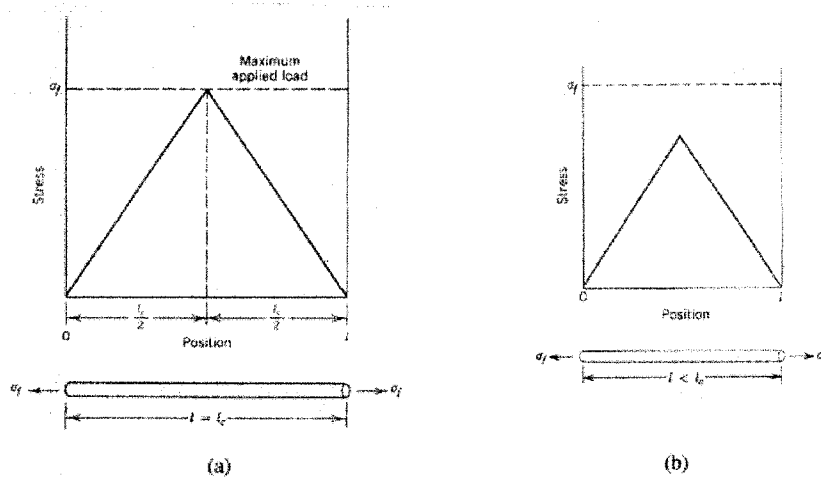 Maximum
applied load
σf
Stress
0
lc/2
lc/2
l
Position
σf
σf
l = lc
(a)
σf
Stress
0
l
Position
σf
l < lc
(b)